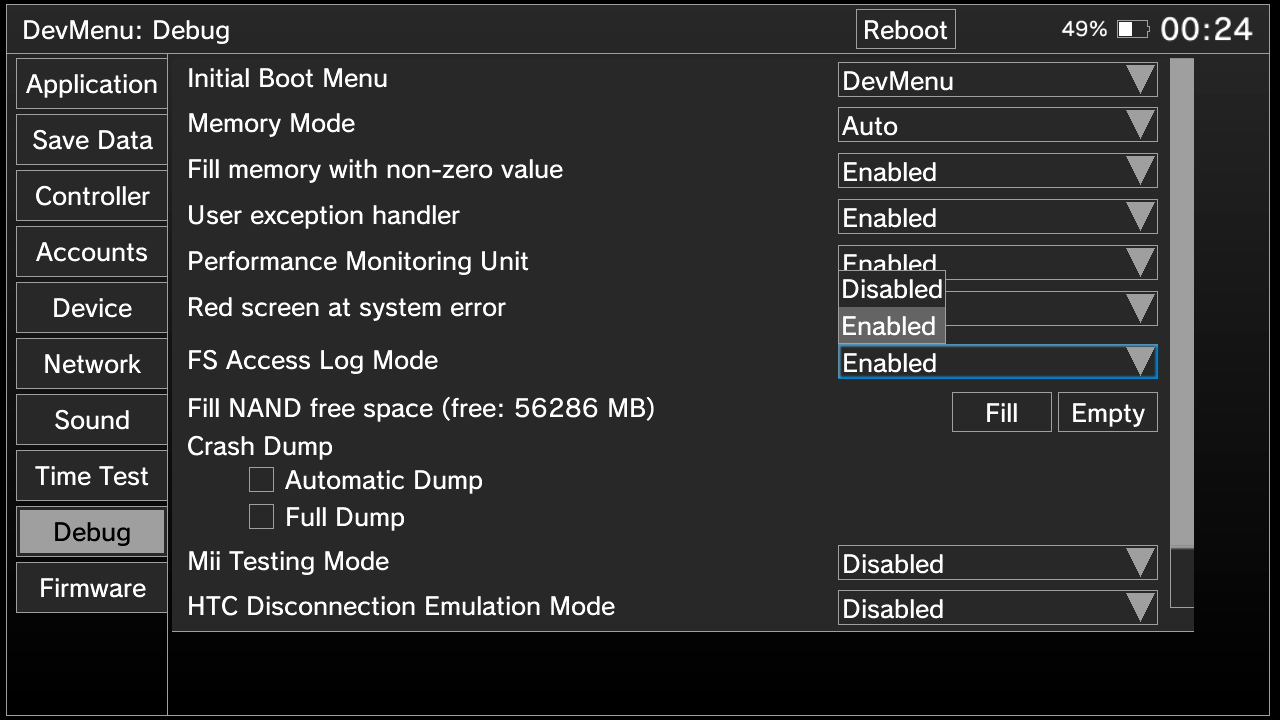 DevMenu: Debug
Reboot
49%
00:24
Application
Save Data
Controller
Accounts
Device
Network
Sound
Time Test
Debug
Firmware
Initial Boot Menu
DevMenu
Memory Mode
Auto
Fill memory with non-zero value
Enabled
User exception handler
Enabled
Performance Monitoring Unit
Enabled
Red screen at system error
Disabled
Enabled
FS Access Log Mode
Enabled
Fill NAND free space (free: 56286 MB)
Fill
Empty
Crash Dump
Automatic Dump
Full Dump
Mii Testing Mode
Disabled
HTC Disconnection Emulation Mode
Disabled